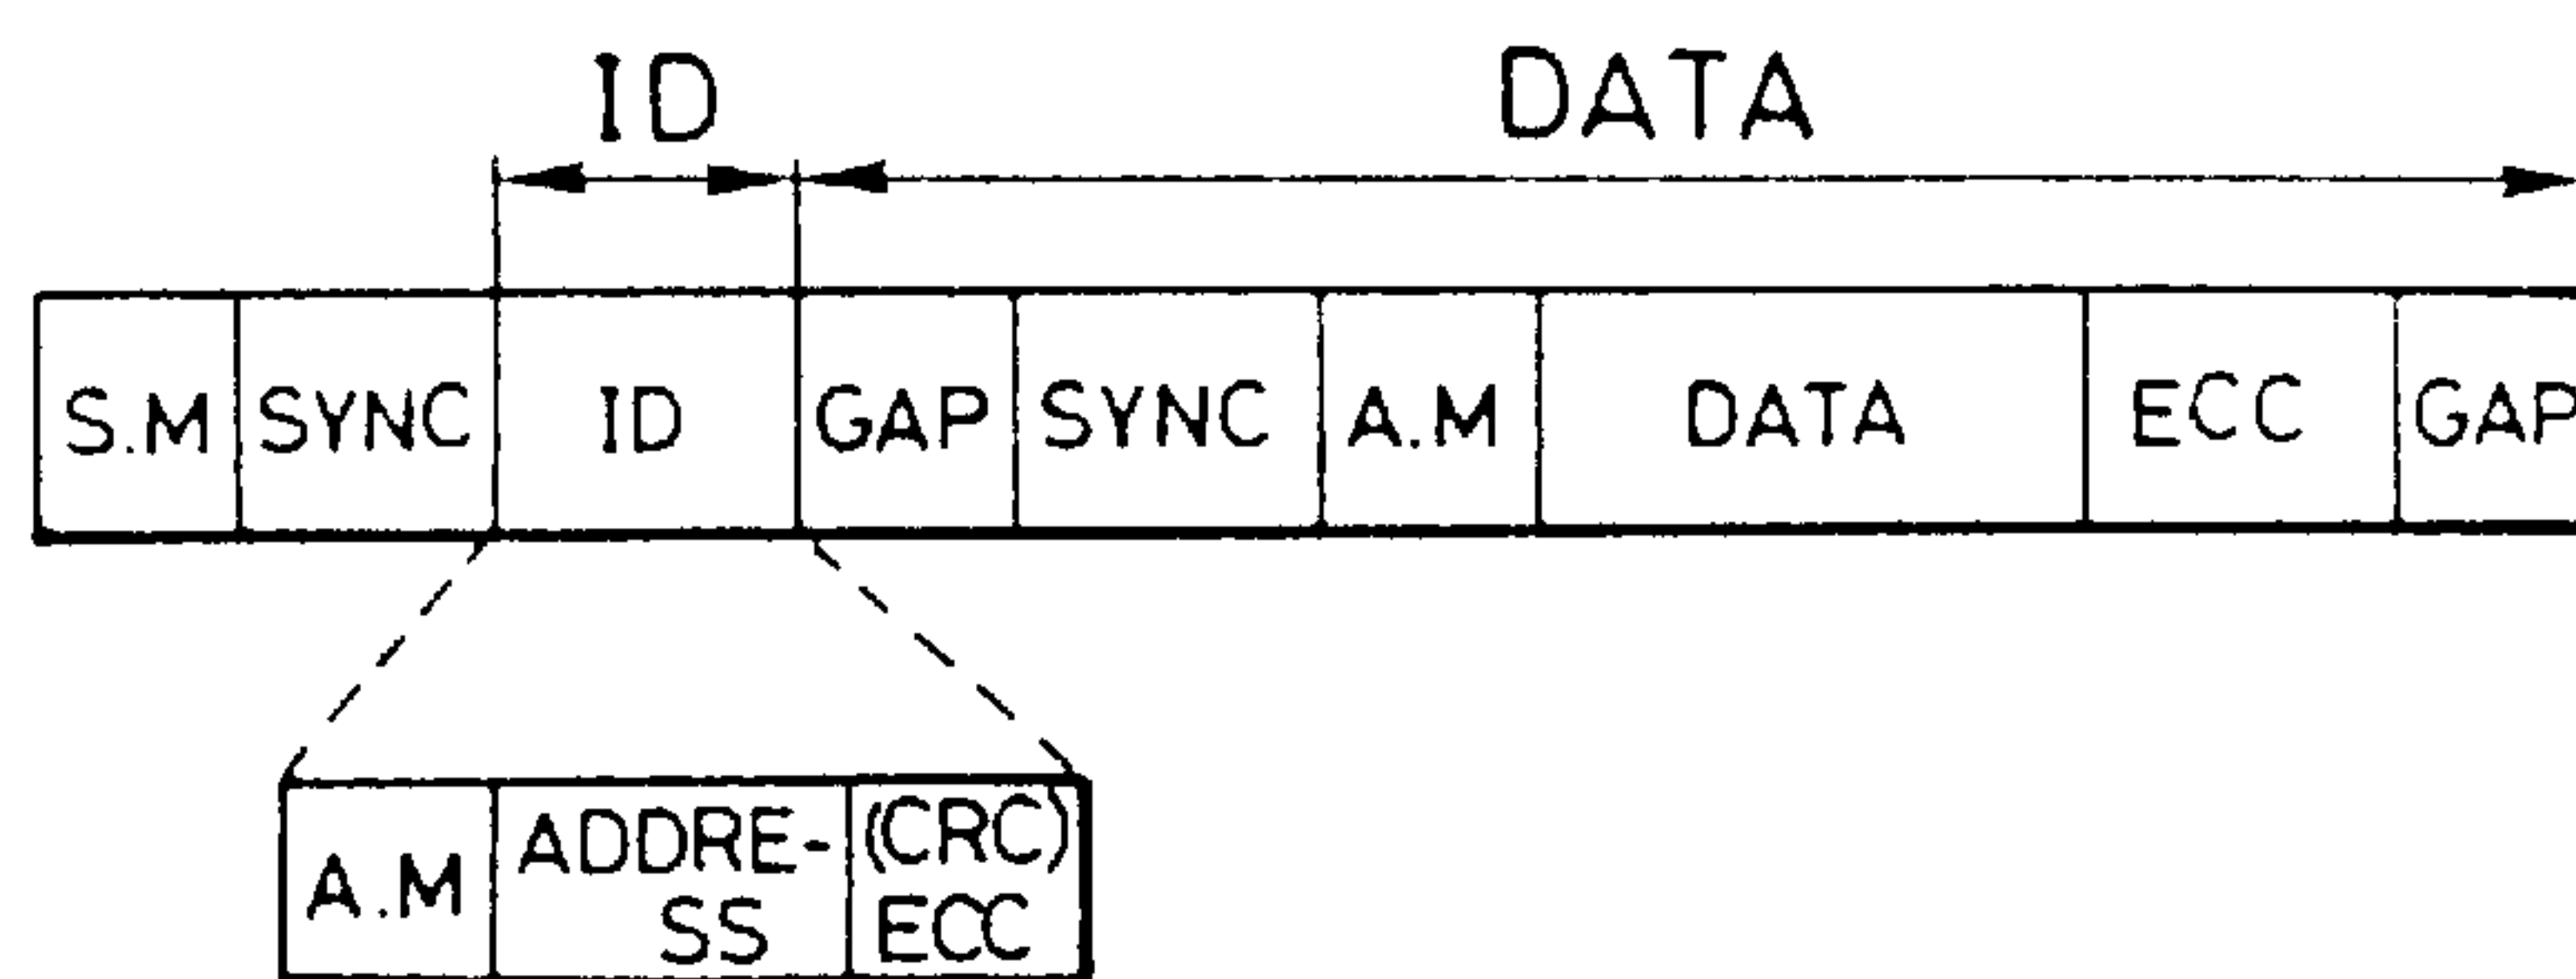 ID DATA
S.M SYNC ID GAP SYNC A.M DATA ECC GAP
A.M ADDRE- (CRC)
SS ECC